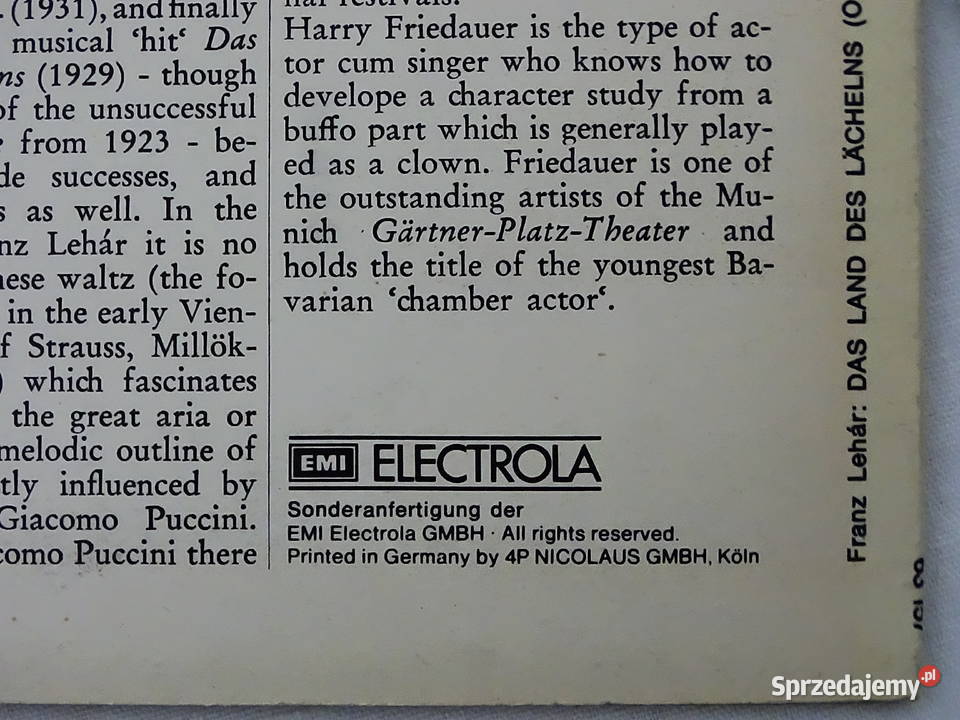 (1931), and finally
musical ‘hit‘ Das
(1929) - though
of the unsuccessful
from 1923 - be-
successes, and
as well. In the
Lehár it is no
waltz (the fo-
in the early Vien-
Strauss, Millök-
) which fascinates
the great aria or
melodic outline of
influenced by
Giacomo Puccini.
Puccini there
Harry Friedauer is the type of ac-
tor cum singer who knows how to
develope a character study from a
buffo part which is generally play-
ed as a clown. Friedauer is one of
the outstanding artists of the Mu-
nich Gärtner-Platz-Theater and
holds the title of the youngest Ba-
varian ‘chamber actor‘.
EMI ELECTROLA
Sonderanfertigung der
EMI Electrola GMBH · All rights reserved.
Printed in Germany by 4P NICOLAUS GMBH, Köln
Franz Lehár: DAS LAND DES LÄCHELNS (O
Sprzedajemy.pl